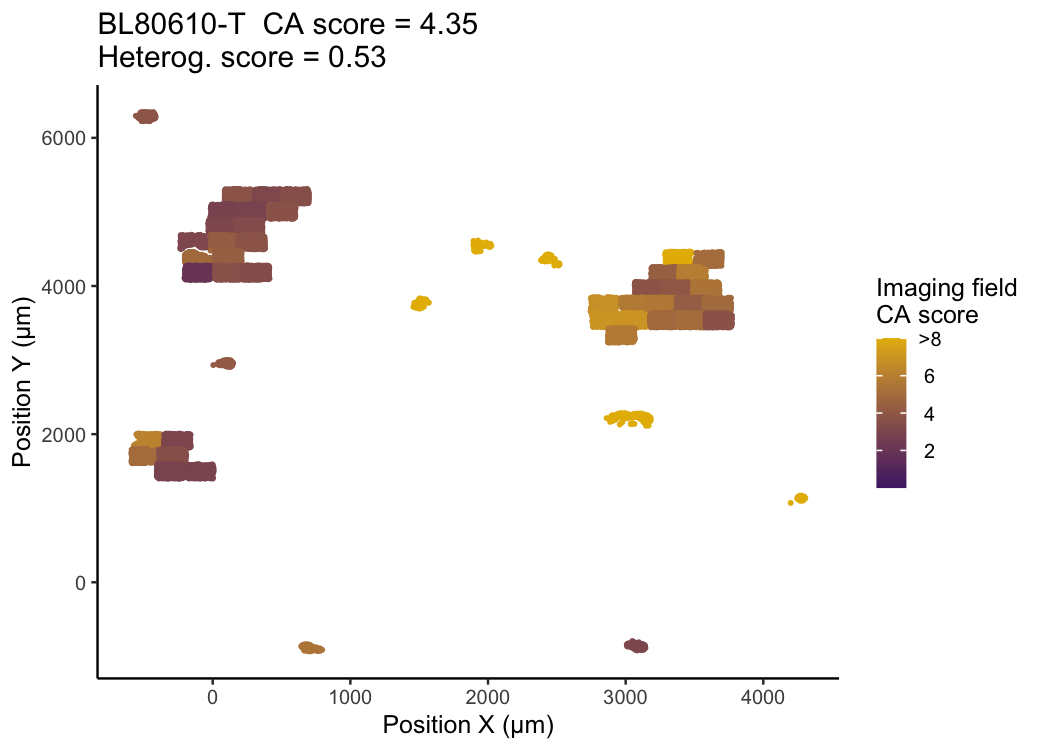 BL80610-T  CA score = 4.35
Heterog. score = 0.53
6000
4000
2000
0
Position Y (µm)
0
1000
2000
3000
4000
Position X (µm)
Imaging field
CA score
>8
6
4
2